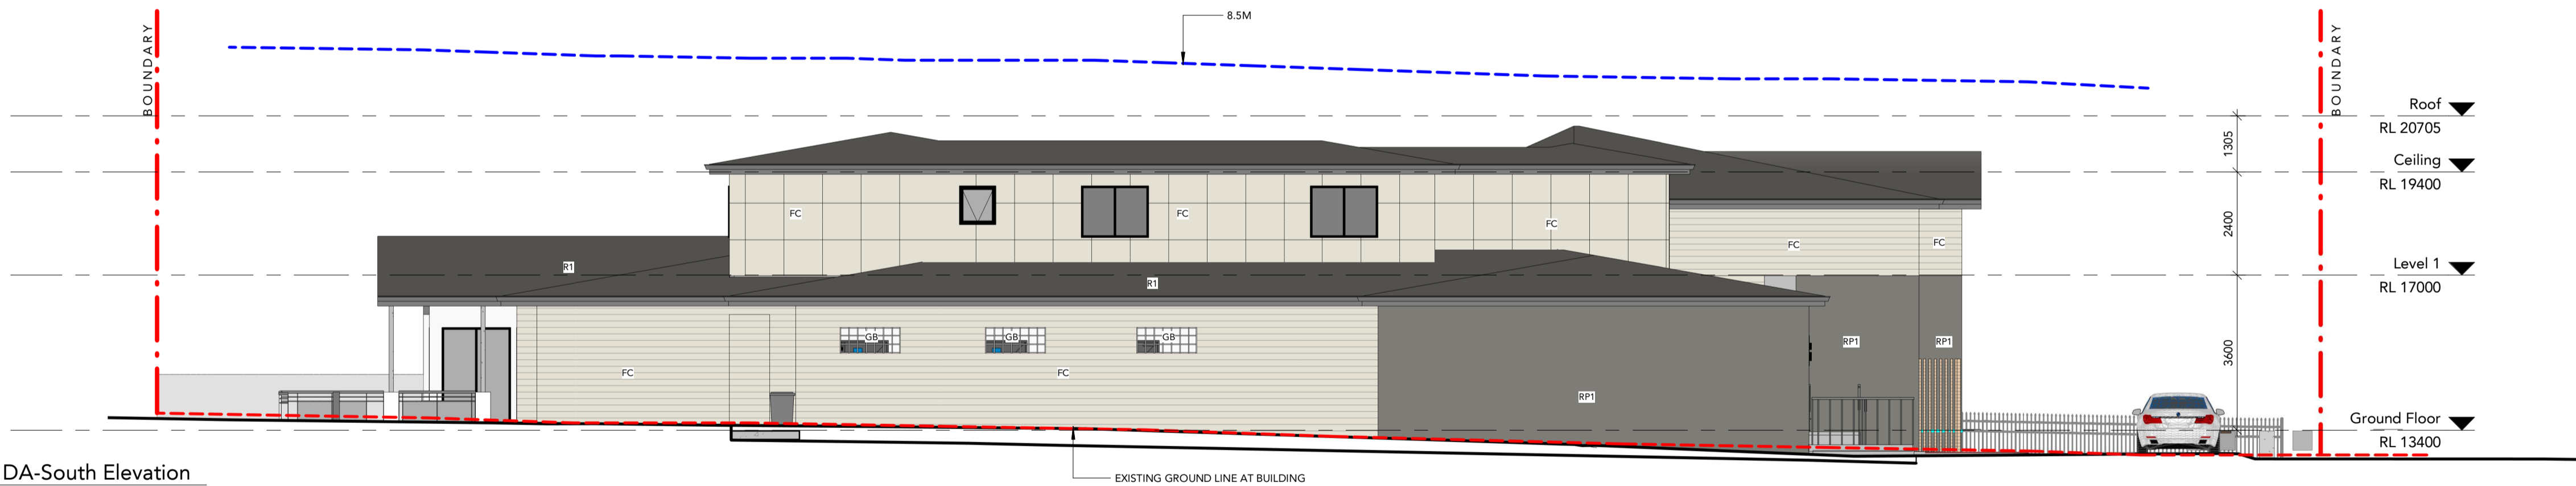 8.5M
BOUNDARY
BOUNDARY
Roof
RL 20705
1305
Ceiling
RL 19400
2400
Level 1
RL 17000
3600
Ground Floor
RL 13400
FC
FC
FC
FC
FC
R1
R1
GB
GB
GB
RP1
RP1
FC
FC
RP1
EXISTING GROUND LINE AT BUILDING
DA-South Elevation